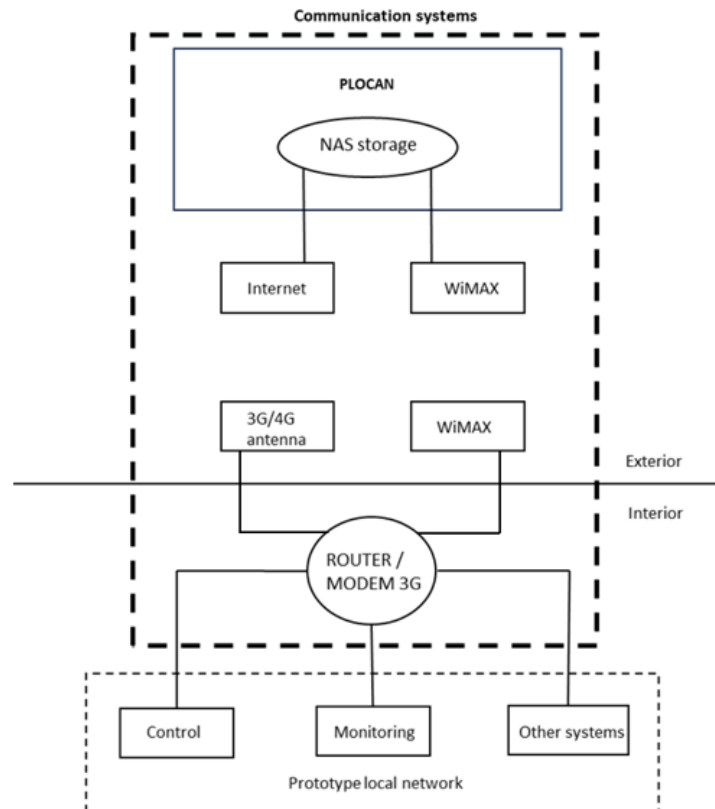 Communication systems
PLOCAN
NAS storage
Internet
WiMAX
3G/4G
antenna
WiMAX
Exterior
Interior
ROUTER /
MODEM 3G
Control
Monitoring
Other systems
Prototype local network